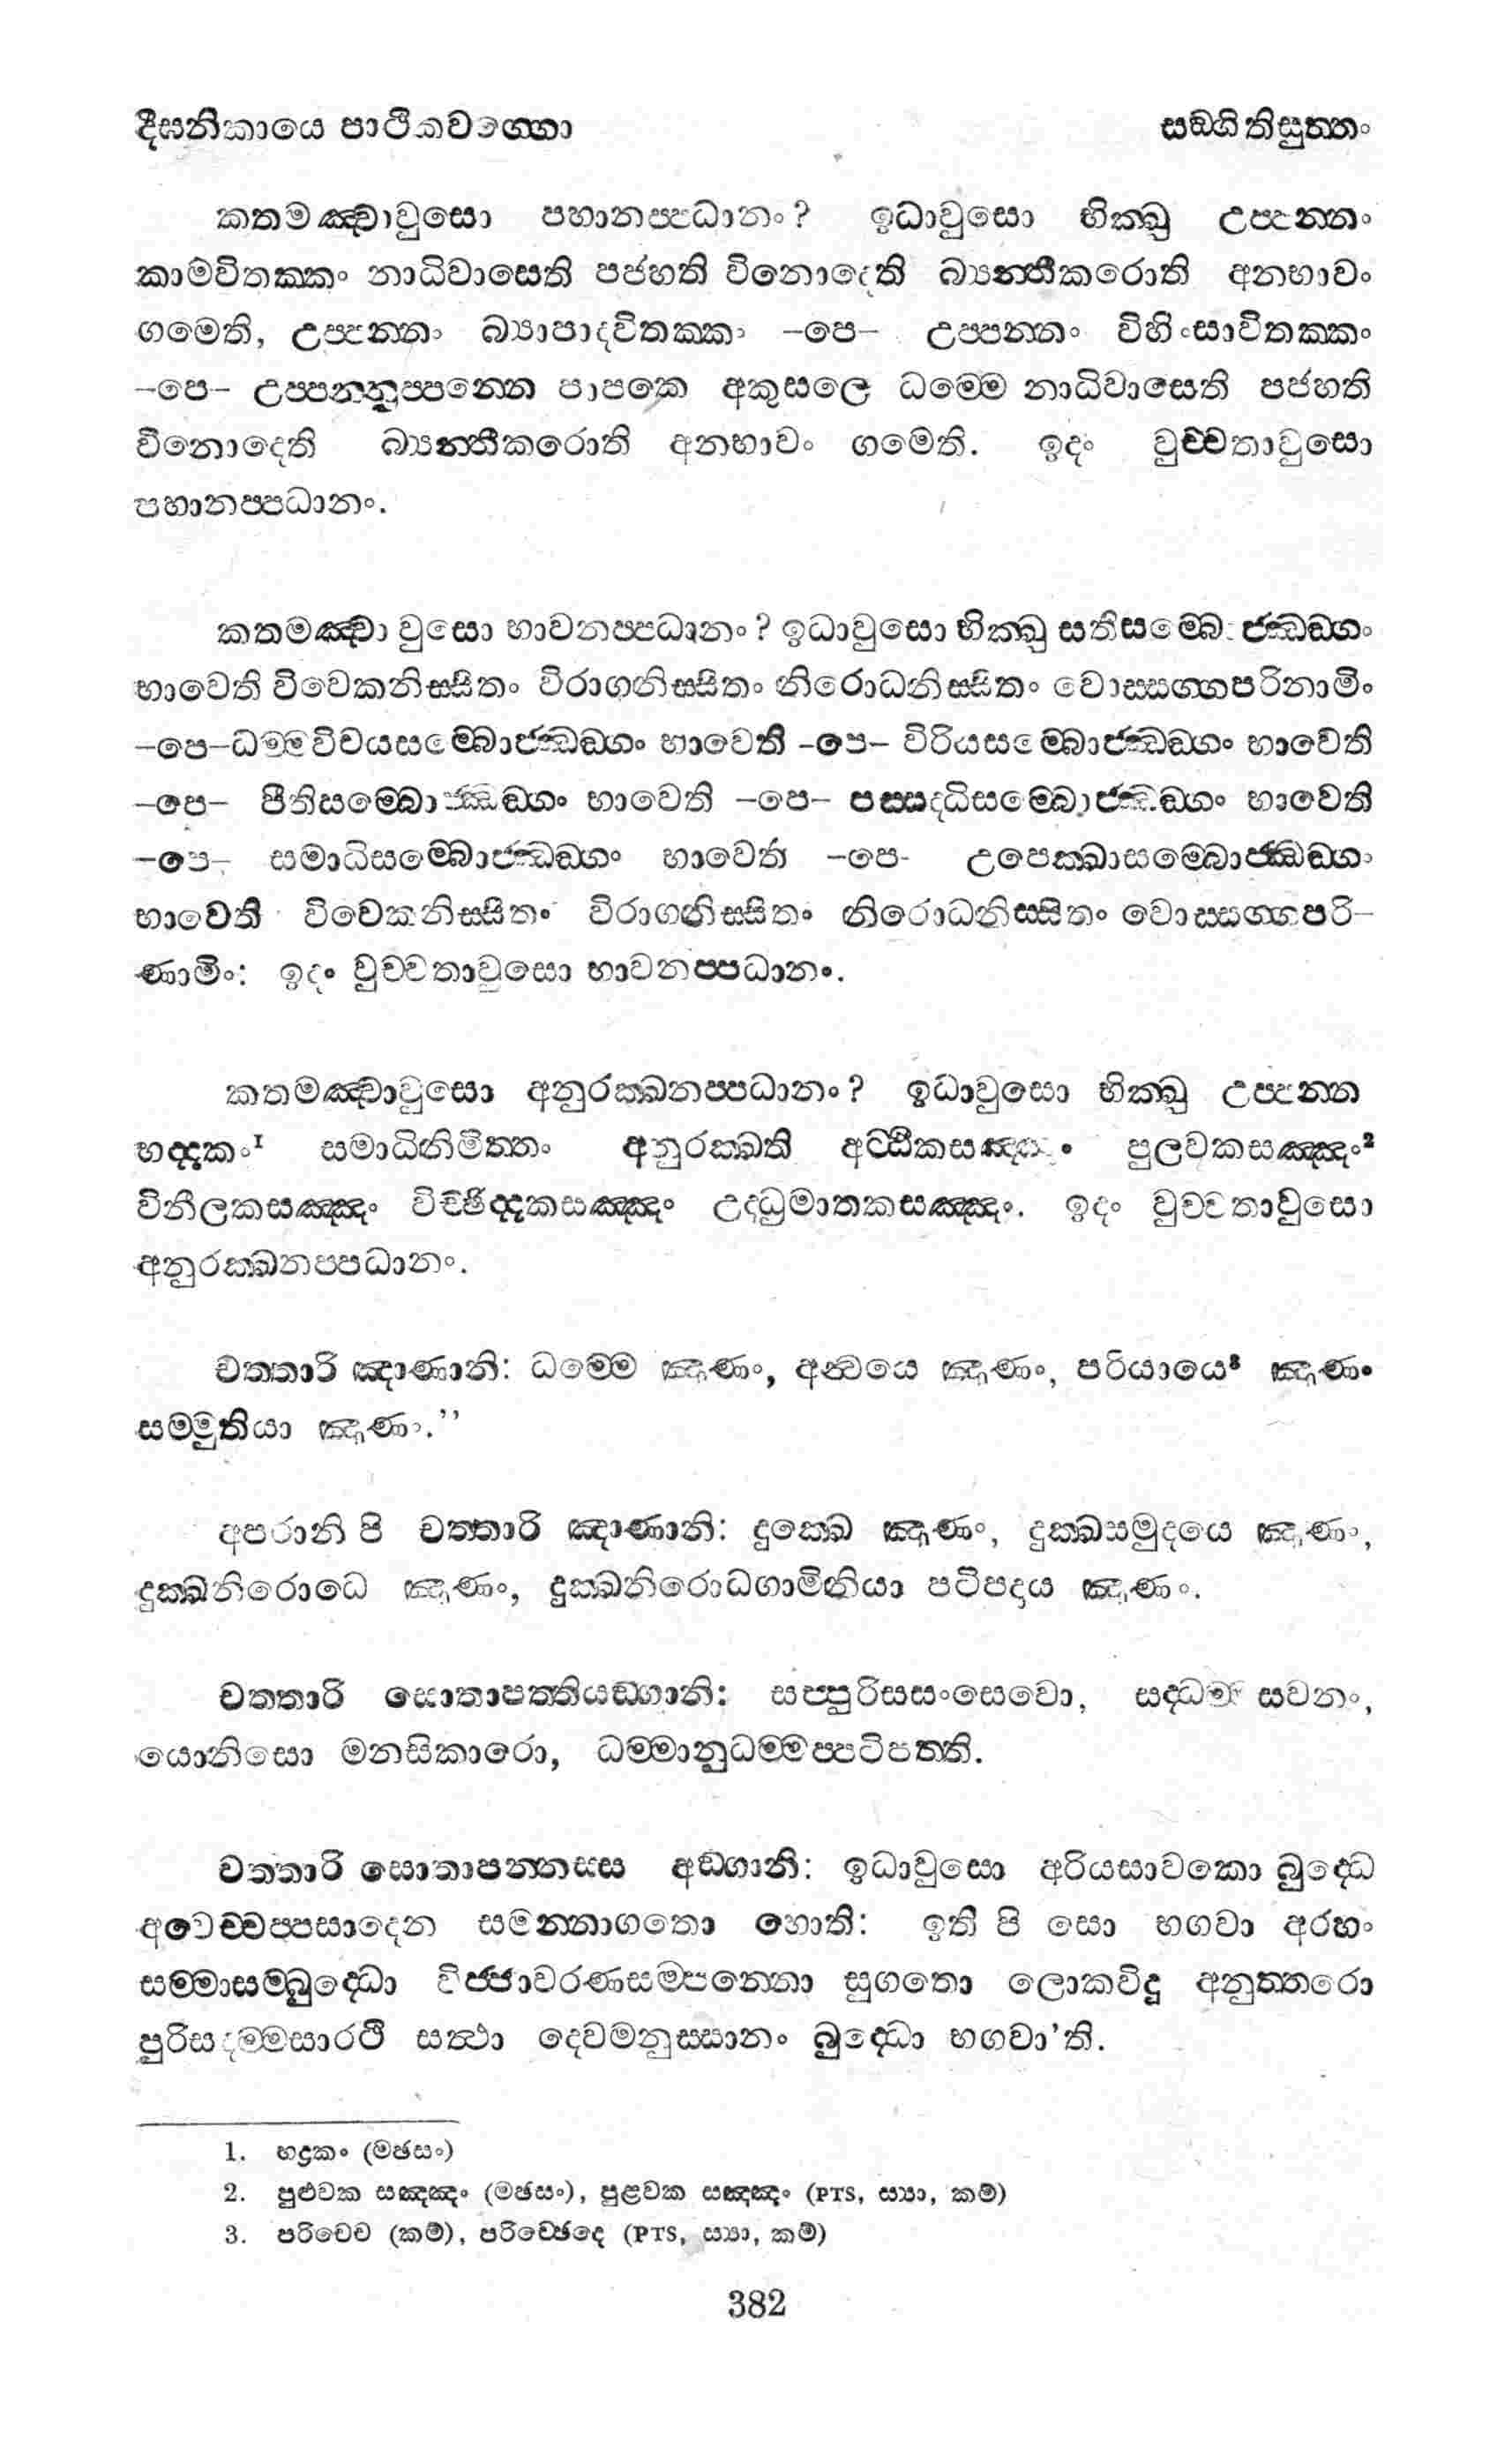 දීඝනිකායෙ පාථිකවග්ගො සඞ්ගිතිසුත්තං
කතමඤ්චාවුසො පහානප්පධානං? ඉධාවුසො භික්ඛු උප්පන්නං
කාමවිතක්කං නාධිවාසෙති පජහති විනොදෙති බ්‍යන්තීකරොති අනභාවං
ගමෙති, උප්පන්නං බ්‍යාපාදවිතක්කං –පෙ– උප්පන්නං විහිංසාවිතක්කං
–පෙ– උප්පන්නුප්පන්නෙ පාපකෙ අකුසලෙ ධම්මෙ නාධිවාසෙති පජහති
විනොදෙති බ්‍යන්තීකරොති අනභාවං ගමෙති. ඉදං වුච්චතාවුසො
පහානප්පධානං.
කතමඤ්චාවුසො භාවනප්පධානං? ඉධාවුසො භික්ඛු සතිසම්බොජ්ඣඞ්ගං
භාවෙති විවෙකනිස්සිතං විරාගනිස්සිතං නිරොධනිස්සිතං වොස්සග්ගපරිනාමිං
–පෙ–ධම්මවිචයසම්බොජ්ඣඞ්ගං භාවෙති –පෙ– විරියසම්බොජ්ඣඞ්ගං භාවෙති
–පෙ– පීතිසම්බොජ්ඣඞ්ගං භාවෙති –පෙ– පස්සද්ධිසම්බොජ්ඣඞ්ගං භාවෙති
–පෙ– සමාධිසම්බොජ්ඣඞ්ගං භාවෙති –පෙ- උපෙක්ඛාසම්බොජ්ඣඞ්ගං
භාවෙති විවෙකනිස්සිතං විරාගනිස්සිතං නිරොධනිස්සිතං වොස්සග්ගපරි–
ණාමිං: ඉදං වුච්චතාවුසො භාවනප්පධානං.
කතමඤ්චාවුසො අනුරක්ඛනප්පධානං? ඉධාවුසො භික්ඛු උප්පන්න
භද්දකං¹ සමාධිනිමිත්තං අනුරක්ඛති අට්ඨිකසඤ්ඤං පුලවකසඤ්ඤං²
විනීලකසඤ්ඤං විච්ඡිද්දකසඤ්ඤං උද්ධුමාතකසඤ්ඤං. ඉදං වුච්චතාවුසො
අනුරක්ඛනප්පධානං.
චත්තාරි ඤාණානි: ධම්මෙ ඤාණං, අන්වයෙ ඤාණං, පරියායෙ³ ඤාණං
සම්මුතියා ඤාණං.”
අපරානි පි චත්තාරි ඤාණානි: දුක්ඛෙ ඤාණං, දුක්ඛසමුදයෙ ඤාණං,
දුක්ඛනිරොධෙ ඤාණං, දුක්ඛනිරොධගාමිනියා පටිපදාය ඤාණං.
චත්තාරි සොතාපත්තියඞ්ගානි: සප්පුරිසසංසෙවො, සද්ධම්ම සවනං,
යොනිසො මනසිකාරො, ධම්මානුධම්මප්පටිපත්ති.
චත්තාරි සොතාපන්නස්ස අඞ්ගානි: ඉධාවුසො අරියසාවකො බුද්ධෙ
අවෙච්චප්පසාදෙන සමන්නාගතො හොති: ඉති පි සො භගවා අරහං
සම්මාසම්බුද්ධො විජ්ජාචරණසම්පන්නො සුගතො ලොකවිදූ අනුත්තරො
පුරිසදම්මසාරථි සත්ථා දෙවමනුස්සානං බුද්ධො භගවා’ති.
1. භද්‍රකං (මඡසං)
2. පුළුවක සඤ්ඤං (මඡසං), පුළවක සඤ්ඤං (PTS, ස්‍යා, කම්)
3. පරිචෙච (කම්), පරිච්ඡෙදෙ (PTS, ස්‍යා, කම්)
382